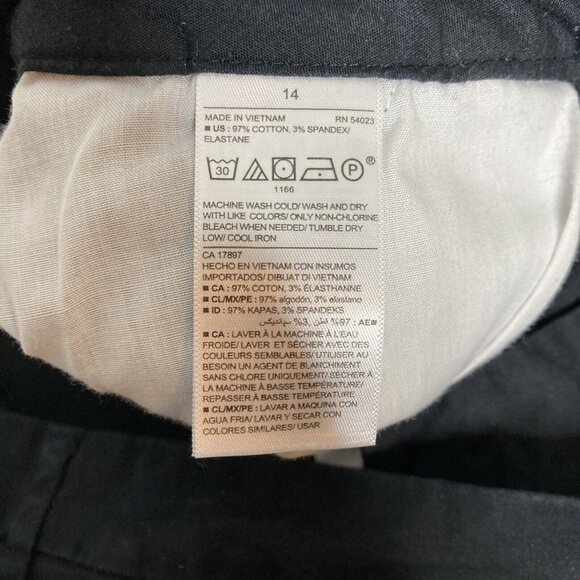 14
MADE IN VIETNAM RN 54023
■ US : 97% COTTON, 3% SPANDEX/
ELASTANE
30 P ®
1166
MACHINE WASH COLD/ WASH AND DRY
WITH LIKE COLORS/ ONLY NON-CHLORINE
BLEACH WHEN NEEDED/ TUMBLE DRY
LOW/ COOL IRON
CA 17897
HECHO EN VIETNAM CON INSUMOS
IMPORTADOS/ DIBUAT DI VIETNAM
■ CA : 97% COTON, 3% ÉLASTHANNE
■ CL/MX/PE: 97% algodón, 3% elastano
■ ID : 97% KAPAS, 3% SPANDEKS
■AE : 97% قطن, 3% سباندكس
■ CA : LAVER À LA MACHINE À L'EAU
FROIDE/ LAVER ET SÉCHER AVEC DES
COULEURS SEMBLABLES/ UTILISER AU
BESOIN UN AGENT DE BLANCHIMENT
SANS CHLORE UNIQUEMENT/ SÉCHER À
LA MACHINE À BASSE TEMPÉRATURE/
REPASSER À BASSE TEMPÉRATURE
■ CL/MX/PE: LAVAR A MAQUINA CON
AGUA FRIA/ LAVAR Y SECAR CON
COLORES SIMILARES/ USAR